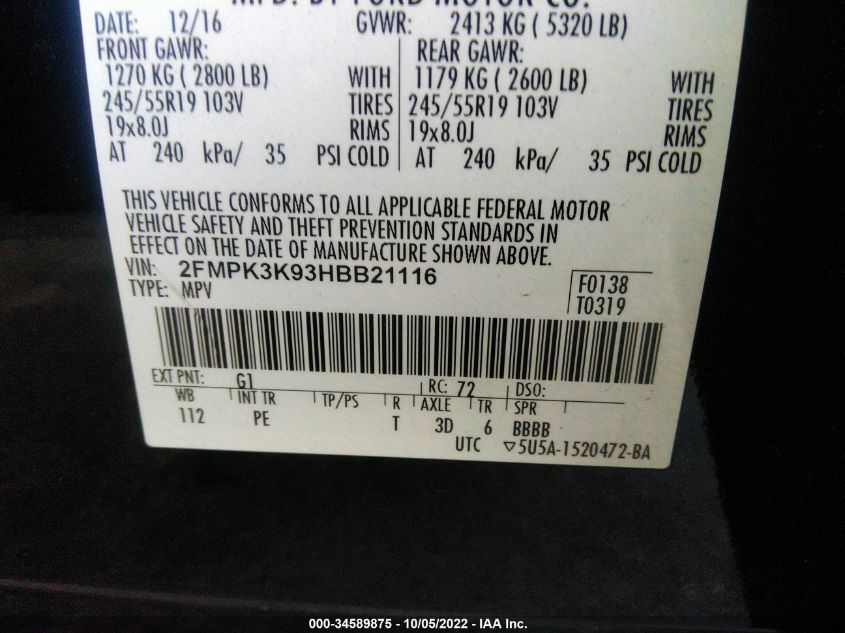 MFD. BY FORD MOTOR CO.
DATE: 12/16 GVWR: 2413 KG ( 5320 LB)
FRONT GAWR: REAR GAWR:
1270 KG ( 2800 LB) WITH 1179 KG ( 2600 LB) WITH
245/55R19 103V TIRES 245/55R19 103V TIRES
19x8.0J RIMS 19x8.0J RIMS
AT 240 kPa/ 35 PSI COLD AT 240 kPa/ 35 PSI COLD
THIS VEHICLE CONFORMS TO ALL APPLICABLE FEDERAL MOTOR
VEHICLE SAFETY AND THEFT PREVENTION STANDARDS IN
EFFECT ON THE DATE OF MANUFACTURE SHOWN ABOVE.
VIN: 2FMPK3K93HBB21116
TYPE: MPV
F0138
T0319
EXT PNT: G1 RC: 72 DSO:
WB INT TR TP/PS R AXLE TR SPR
112 PE T 3D 6 BBBB
UTC ▽5U5A-1520472-BA
000-34589875 - 10/05/2022 - IAA Inc.